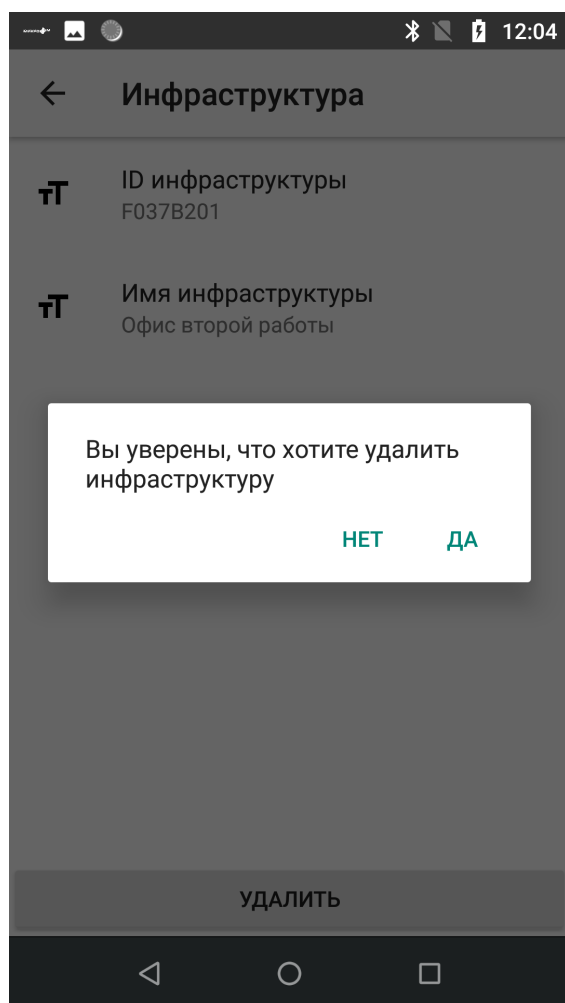 12:04
Инфраструктура
ID инфраструктуры
F037B201
Имя инфраструктуры
Офис второй работы
Вы уверены, что хотите удалить
инфраструктуру
НЕТ ДА
УДАЛИТЬ